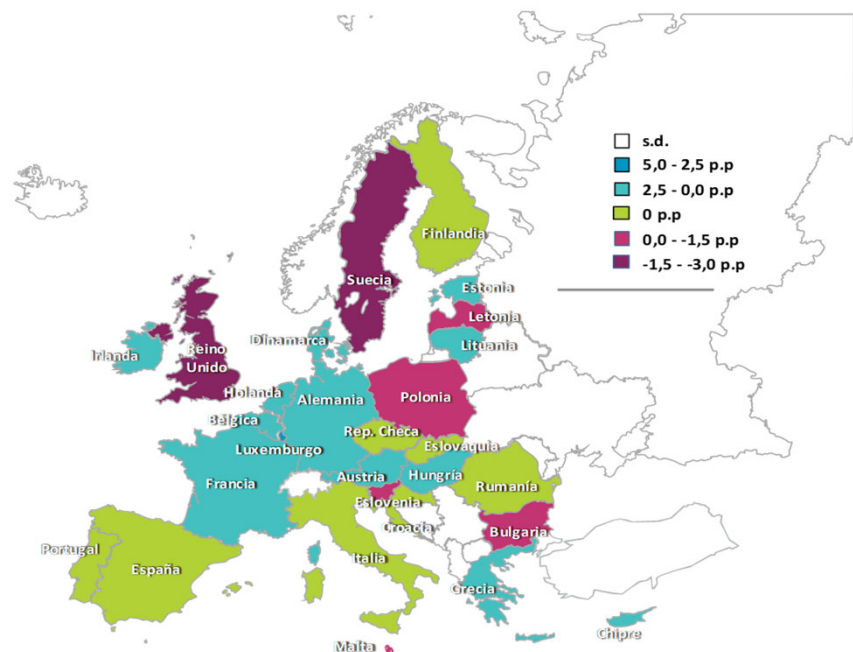 s.d.
5,0 - 2,5 p.p
2,5 - 0,0 p.p
0 p.p
0,0 - -1,5 p.p
-1,5 - -3,0 p.p
Finlandia
Suecia
Estonia
Letonia
Lituania
Dinamarca
Irlanda
Reino
Unido
Holanda
Alemania
Polonia
Bélgica
Rep. Checa
Eslovaquia
Luxemburgo
Francia
Austria
Hungría
Rumanía
Eslovenia
Croacia
Bulgaria
Portugal
España
Italia
Grecia
Chipre
Malta